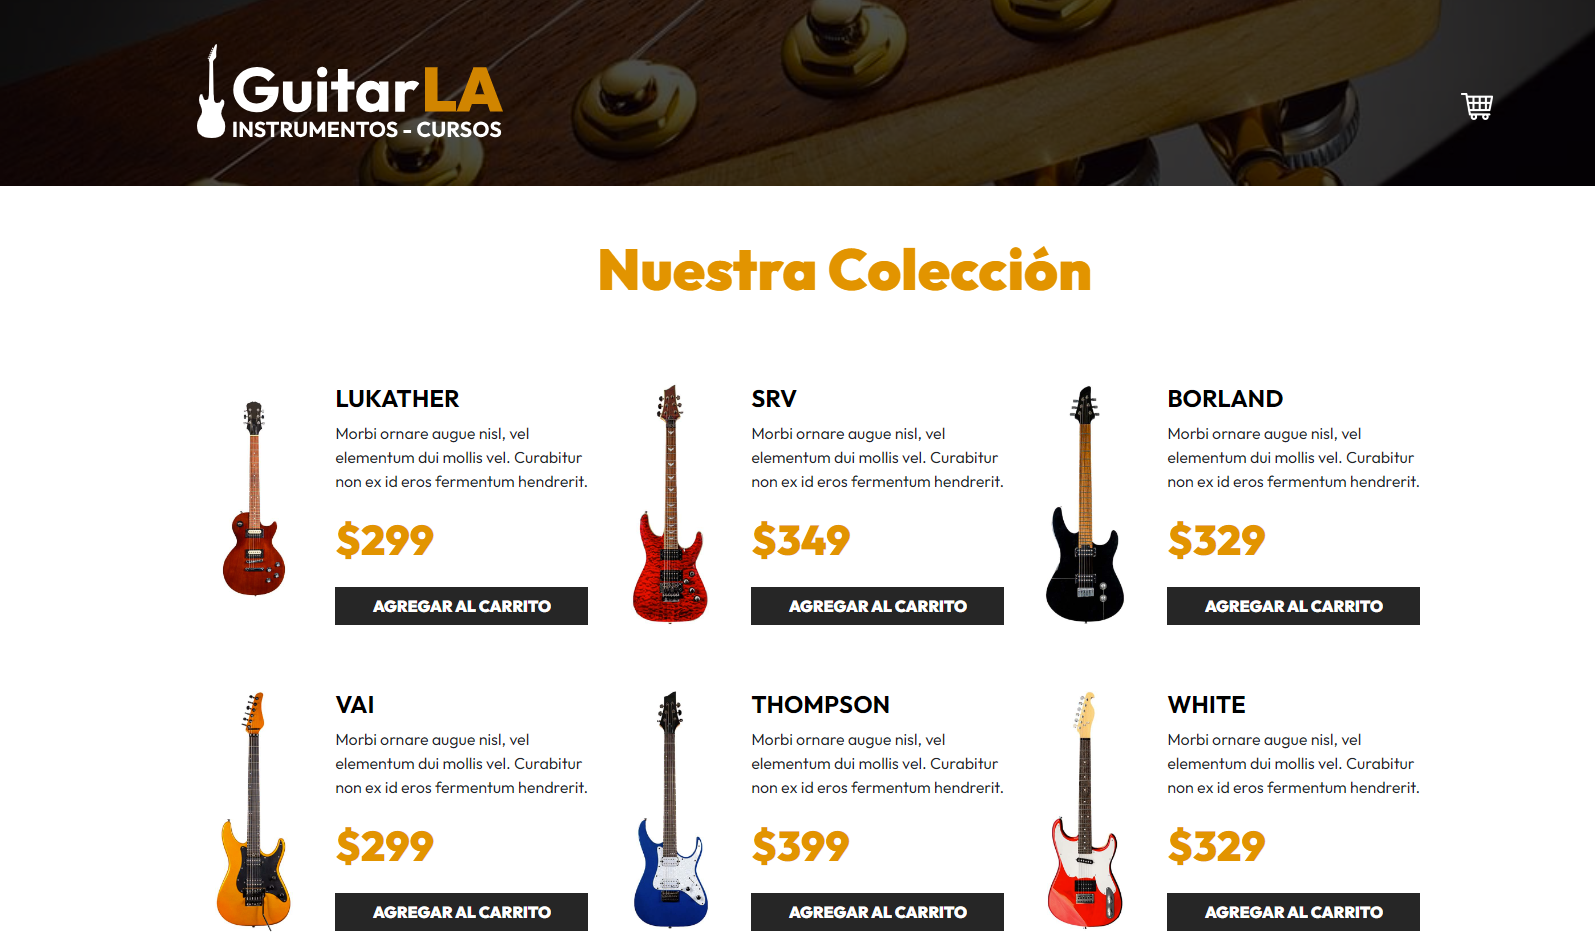 GuitarLA
INSTRUMENTOS - CURSOS
Nuestra Colección
LUKATHER
Morbi ornare augue nisl, vel
elementum dui mollis vel. Curabitur
non ex id eros fermentum hendrerit.
$299
AGREGAR AL CARRITO
SRV
Morbi ornare augue nisl, vel
elementum dui mollis vel. Curabitur
non ex id eros fermentum hendrerit.
$349
AGREGAR AL CARRITO
BORLAND
Morbi ornare augue nisl, vel
elementum dui mollis vel. Curabitur
non ex id eros fermentum hendrerit.
$329
AGREGAR AL CARRITO
VAI
Morbi ornare augue nisl, vel
elementum dui mollis vel. Curabitur
non ex id eros fermentum hendrerit.
$299
AGREGAR AL CARRITO
THOMPSON
Morbi ornare augue nisl, vel
elementum dui mollis vel. Curabitur
non ex id eros fermentum hendrerit.
$399
AGREGAR AL CARRITO
WHITE
Morbi ornare augue nisl, vel
elementum dui mollis vel. Curabitur
non ex id eros fermentum hendrerit.
$329
AGREGAR AL CARRITO